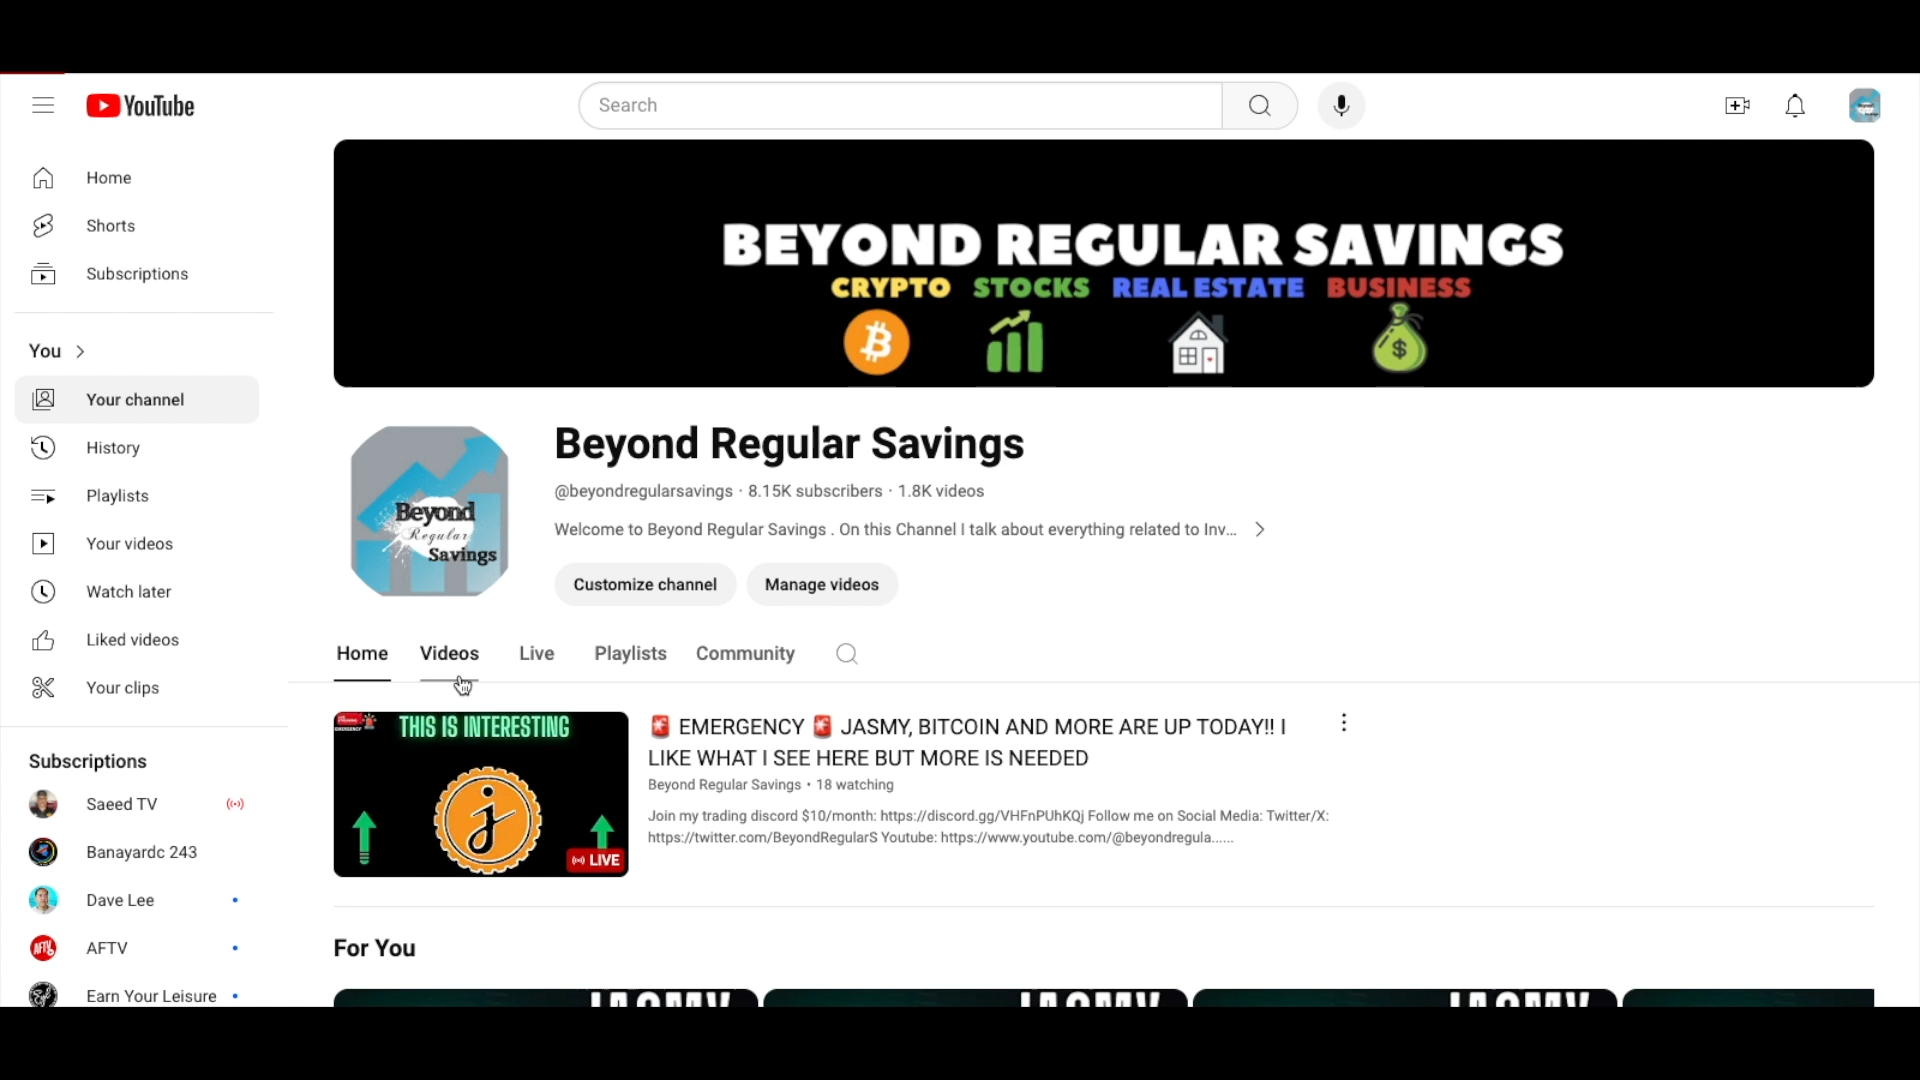 YouTube
Search
Home
Shorts
Subscriptions
You
Your channel
History
Playlists
Your videos
Watch later
Liked videos
Your clips
Subscriptions
Saeed TV
Banayardc 243
Dave Lee
AFTV
Earn Your Leisure
BEYOND REGULAR SAVINGS
CRYPTO STOCKS REAL ESTATE BUSINESS
Beyond
Regular
Savings
Beyond Regular Savings
@beyondregularsavings · 8.15K subscribers · 1.8K videos
Welcome to Beyond Regular Savings . On this Channel I talk about everything related to Inv...
Customize channel
Manage videos
Home
Videos
Live
Playlists
Community
THIS IS INTERESTING
LIVE
🚨 EMERGENCY 🚨 JASMY, BITCOIN AND MORE ARE UP TODAY!! I
LIKE WHAT I SEE HERE BUT MORE IS NEEDED
Beyond Regular Savings • 18 watching
Join my trading discord $10/month: https://discord.gg/VHFnPUhKQj Follow me on Social Media: Twitter/X:
https://twitter.com/BeyondRegularS Youtube: https://www.youtube.com/@beyondregula......
For You
JASMY
JASMY
JASMY